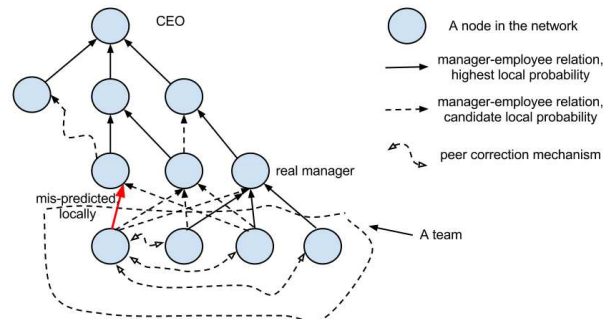 CEO
A node in the network
manager-employee relation,
highest local probability
manager-employee relation,
candidate local probability
peer correction mechanism
real manager
mis-predicted
locally
A team